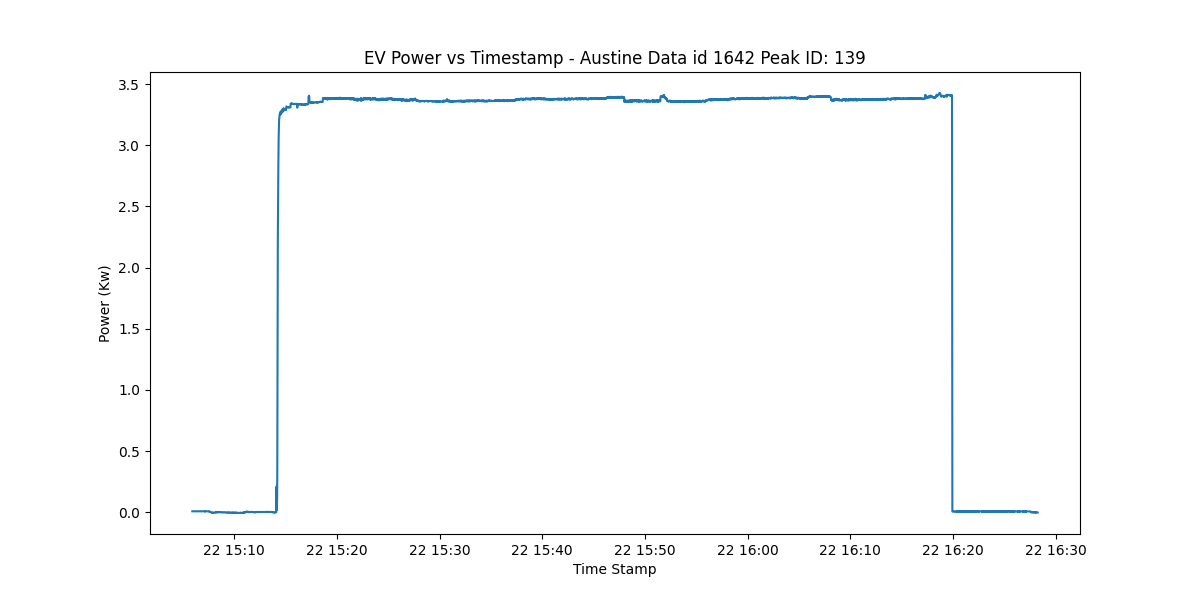 EV Power vs Timestamp - Austine Data id 1642 Peak ID: 139
3.5
3.0
2.5
2.0
1.5
1.0
0.5
0.0
Power (Kw)
22 15:10 22 15:20 22 15:30 22 15:40 22 15:50 22 16:00 22 16:10 22 16:20 22 16:30
Time Stamp